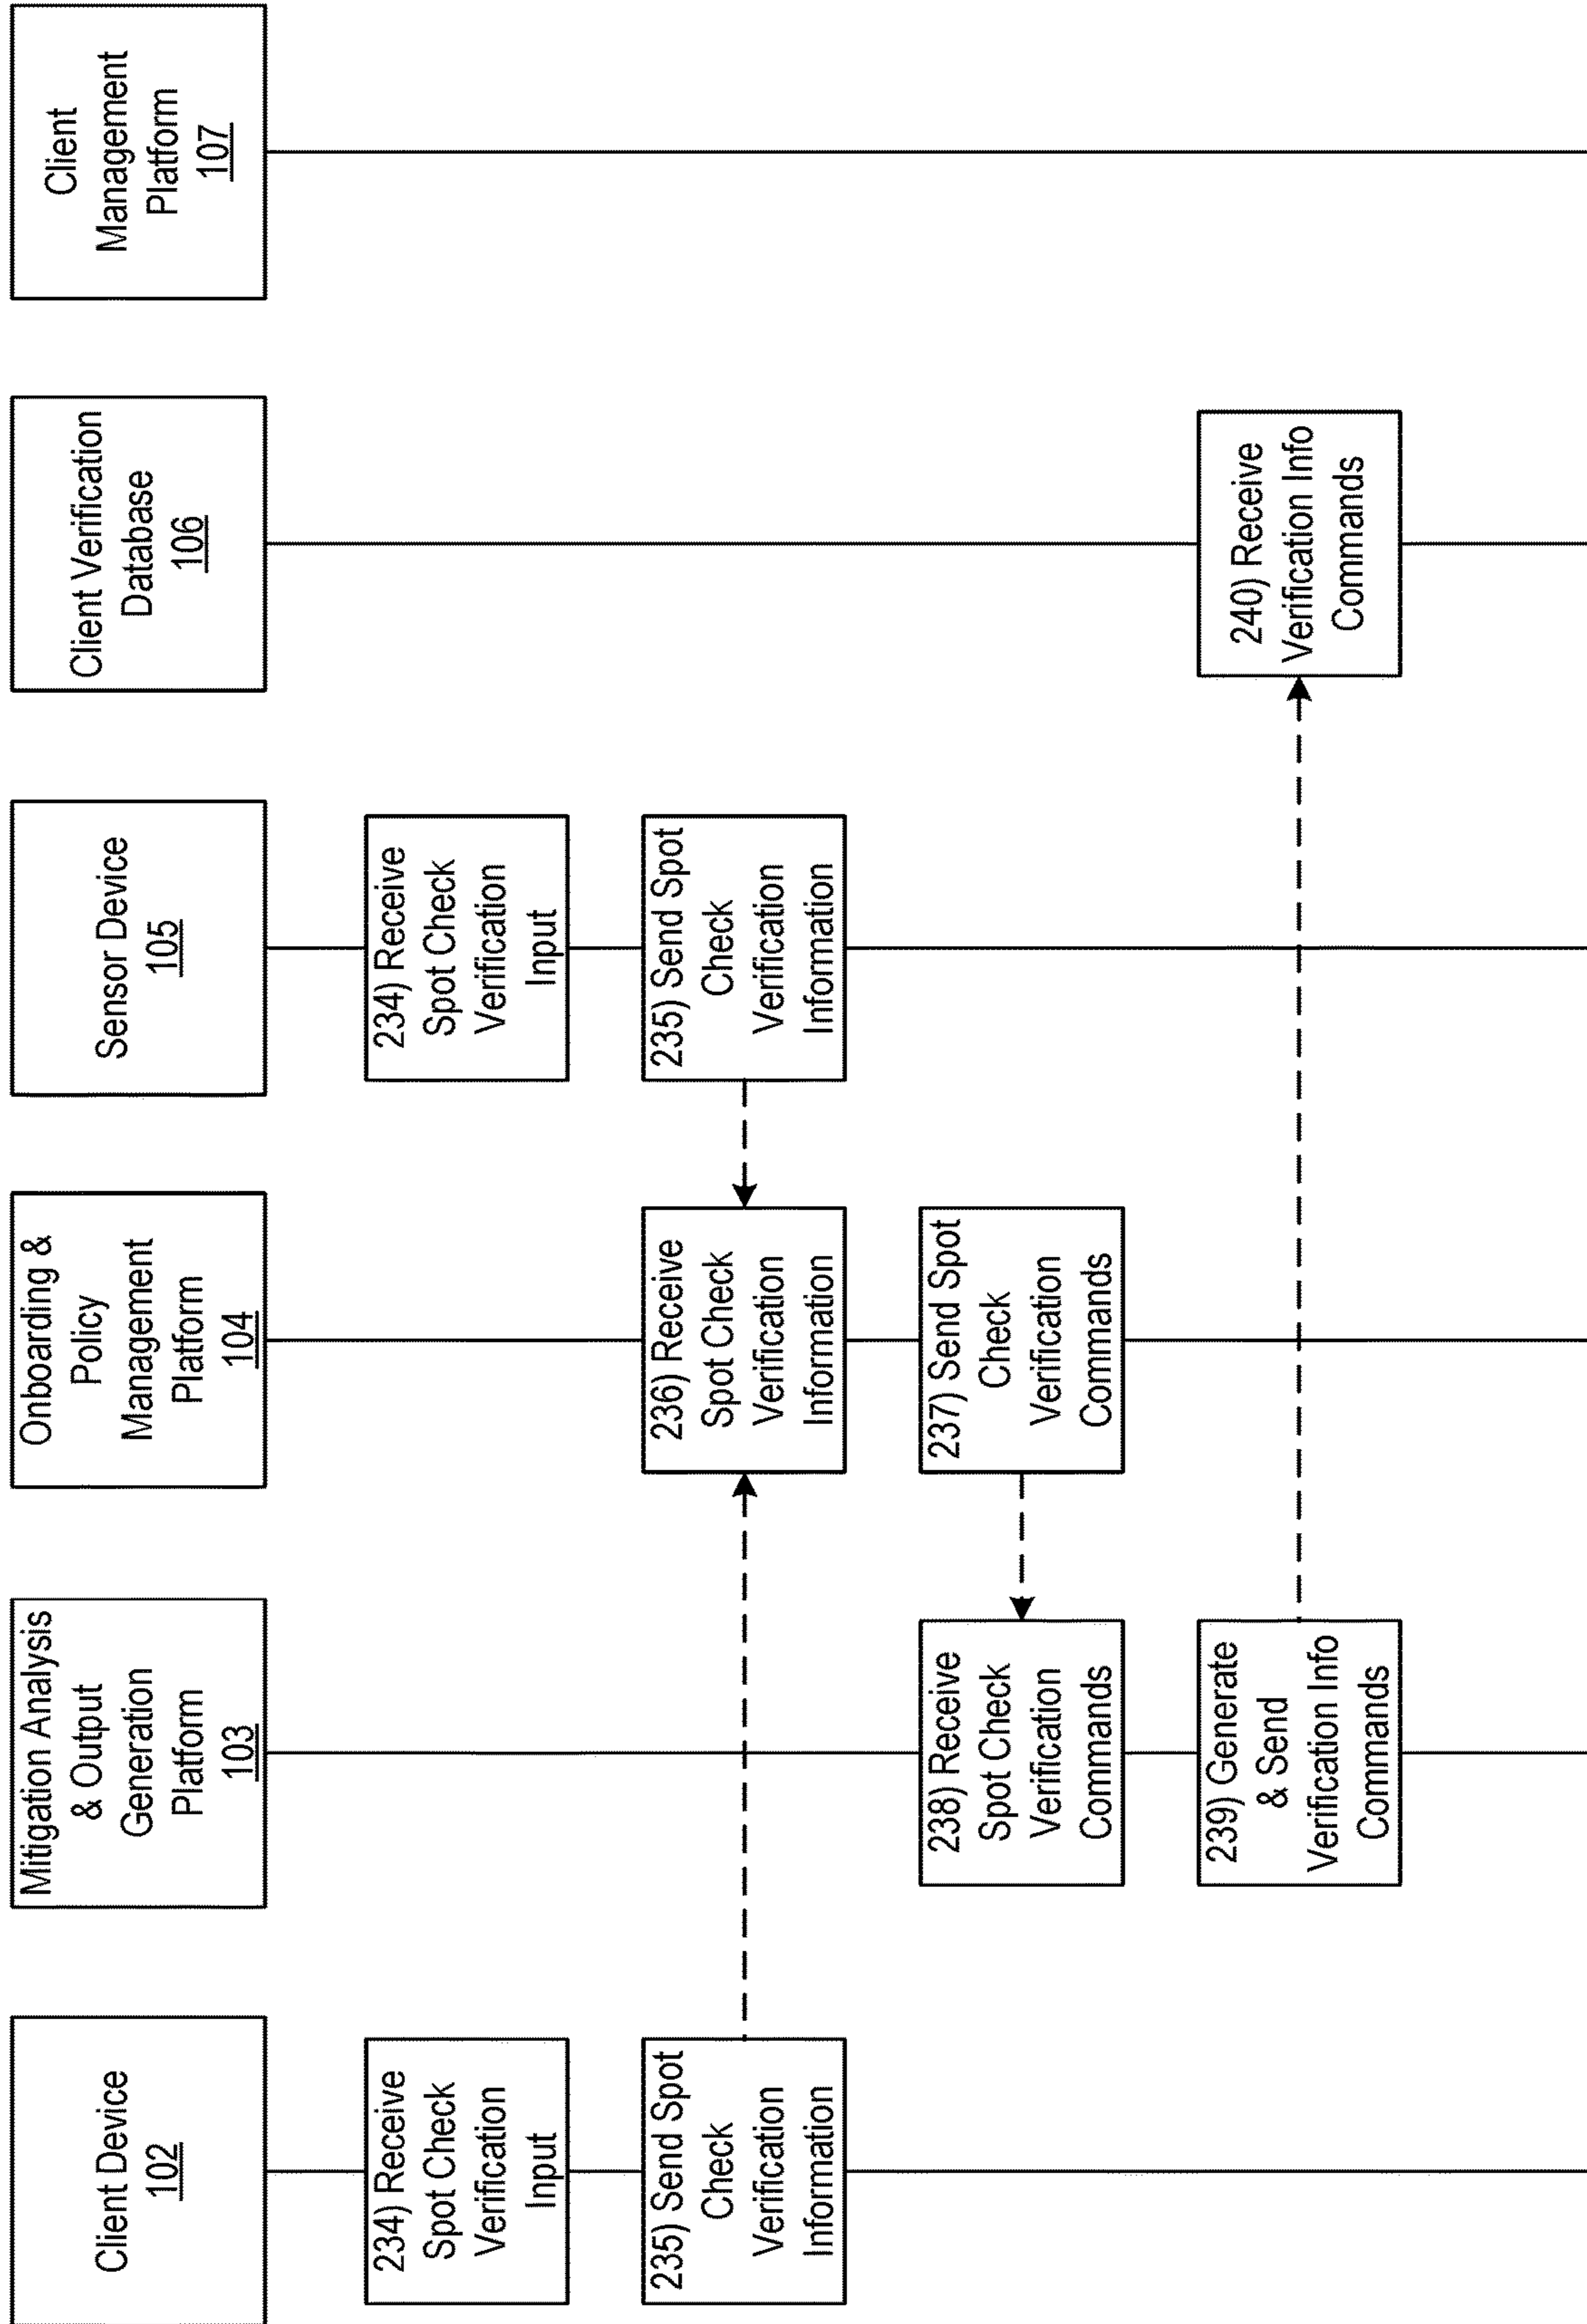 Client Device
102
Mitigation Analysis
& Output
Generation
Platform
103
Onboarding &
Policy
Management
Platform
104
Sensor Device
105
Client Verification
Database
106
Client
Management
Platform
107
234) Receive
Spot Check
Verification
Input
234) Receive
Spot Check
Verification
Input
235) Send Spot
Check
Verification
Information
236) Receive
Spot Check
Verification
Information
235) Send Spot
Check
Verification
Information
238) Receive
Spot Check
Verification
Commands
237) Send Spot
Check
Verification
Commands
239) Generate
& Send
Verification Info
Commands
240) Receive
Verification Info
Commands